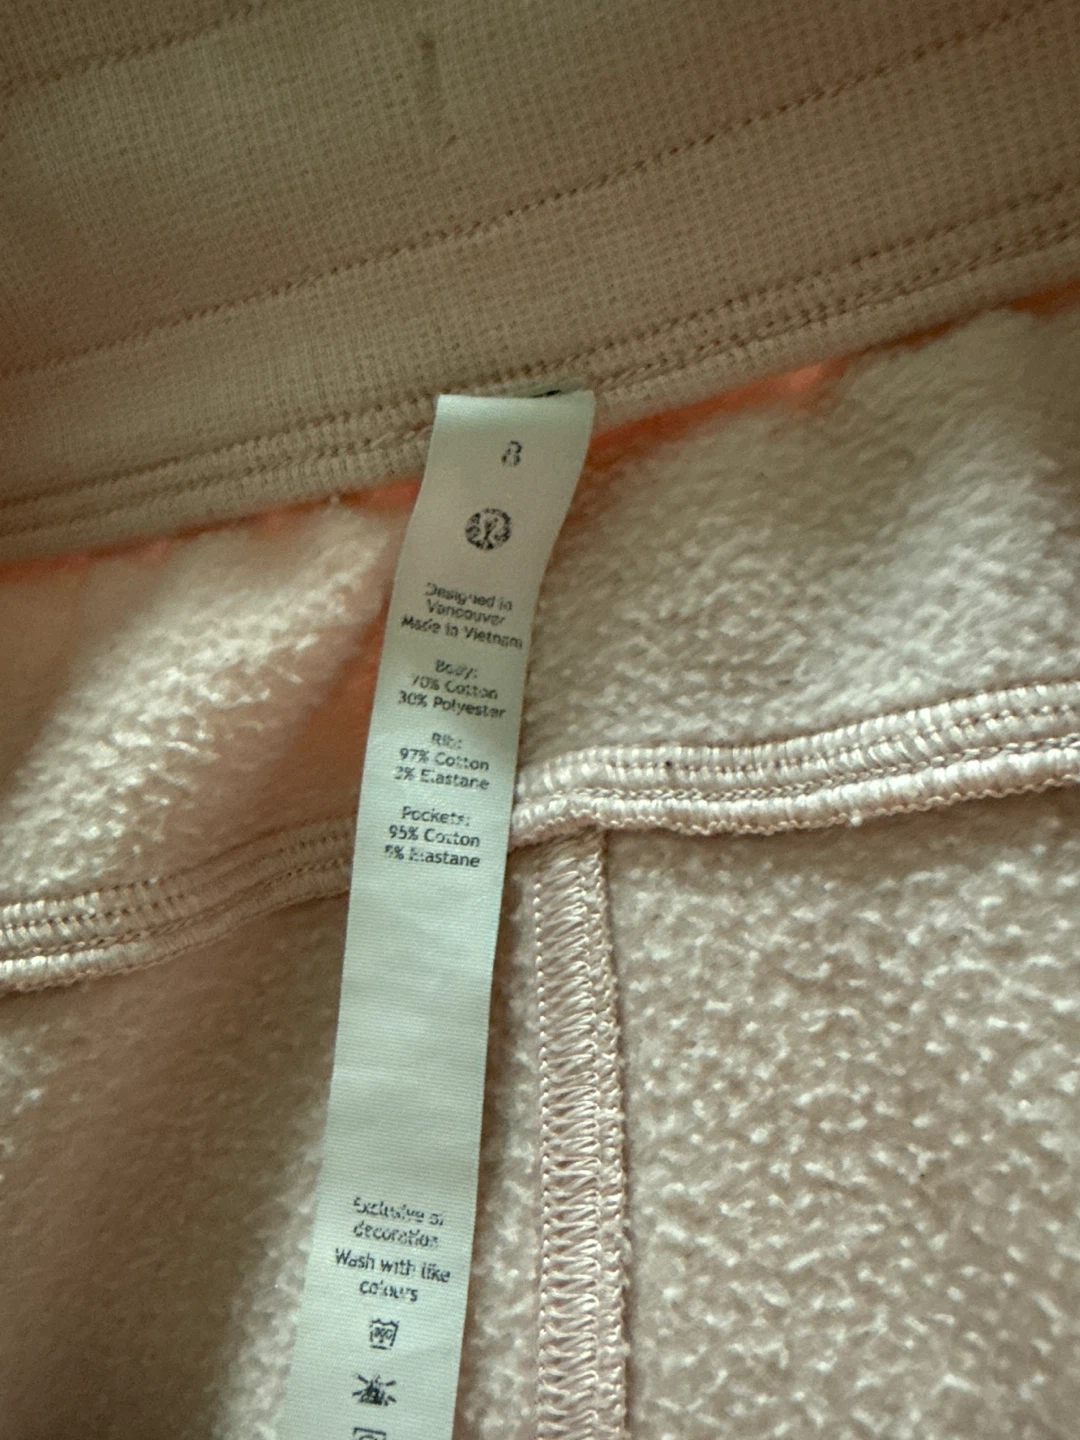 8
Designed in
Vancouver
Made in Vietnam
Body:
70% Cotton
30% Polyester
Rib:
97% Cotton
3% Elastane
Pockets:
95% Cotton
5% Elastane
Exclusive of
decoration
Wash with like
colours
30C